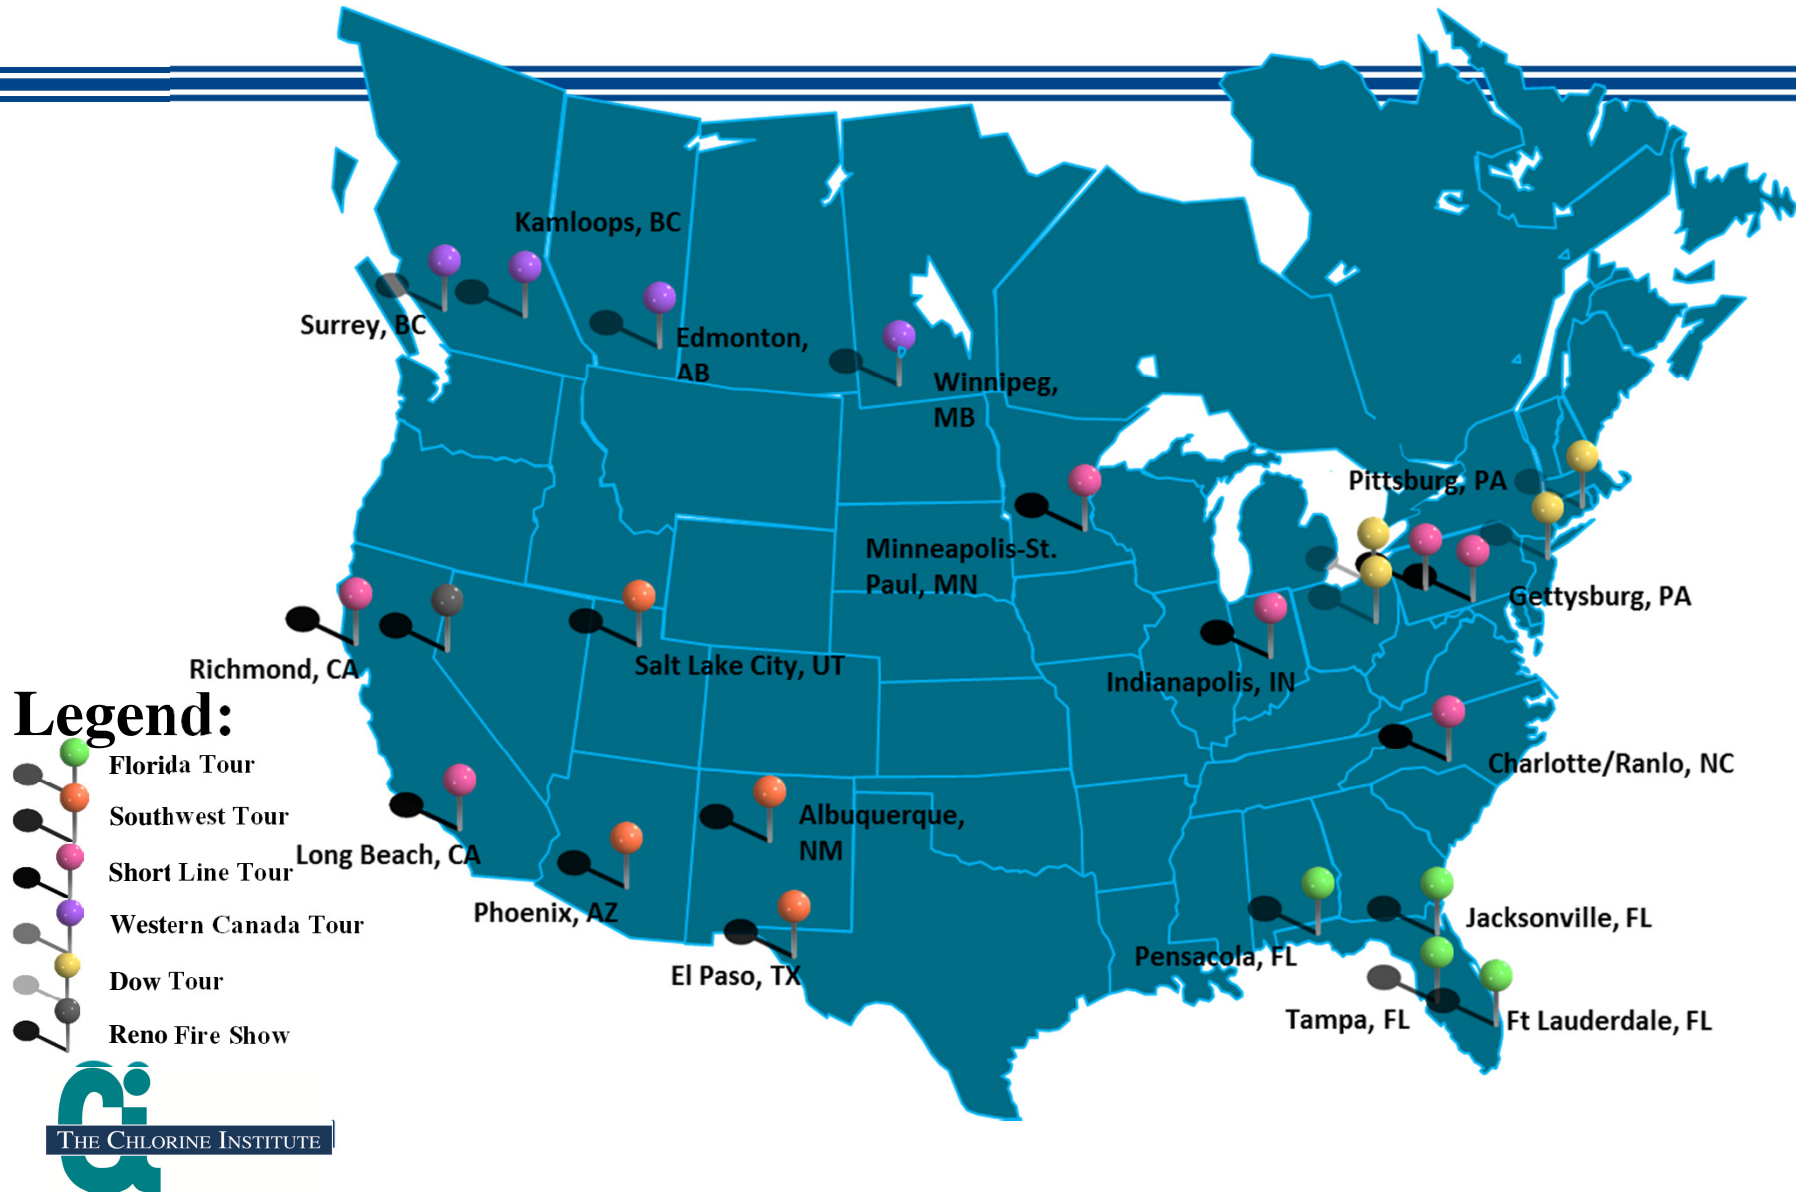 Kamloops, BC
Surrey, BC
Edmonton,
AB
Winnipeg,
MB
Pittsburg, PA
Minneapolis-St.
Paul, MN
Gettysburg, PA
Richmond, CA
Salt Lake City, UT
Indianapolis, IN
Legend:
Florida Tour
Southwest Tour
Short Line Tour
Western Canada Tour
Dow Tour
Reno Fire Show
Charlotte/Ranlo, NC
Long Beach, CA
Albuquerque,
NM
Phoenix, AZ
El Paso, TX
Pensacola, FL
Jacksonville, FL
Tampa, FL
Ft Lauderdale, FL
THE CHLORINE INSTITUTE